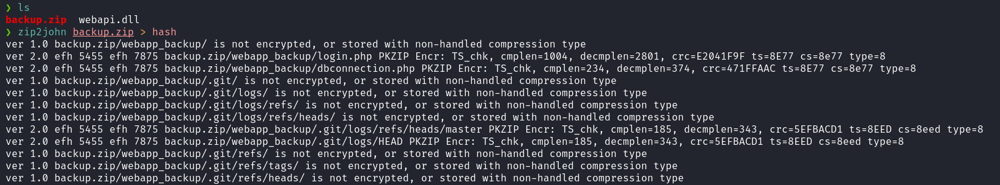 ❯ ls
backup.zip  webapi.dll
❯ zip2john backup.zip > hash
ver 1.0 backup.zip/webapp_backup/ is not encrypted, or stored with non-handled compression type
ver 2.0 efh 5455 efh 7875 backup.zip/webapp_backup/login.php PKZIP Encr: TS_chk, cmplen=1004, decmplen=2801, crc=E2041F9F ts=8E77 cs=8e77 type=8
ver 2.0 efh 5455 efh 7875 backup.zip/webapp_backup/dbconnection.php PKZIP Encr: TS_chk, cmplen=234, decmplen=374, crc=471FFAAC ts=8E77 cs=8e77 type=8
ver 1.0 backup.zip/webapp_backup/.git/ is not encrypted, or stored with non-handled compression type
ver 1.0 backup.zip/webapp_backup/.git/logs/ is not encrypted, or stored with non-handled compression type
ver 1.0 backup.zip/webapp_backup/.git/logs/refs/ is not encrypted, or stored with non-handled compression type
ver 1.0 backup.zip/webapp_backup/.git/logs/refs/heads/ is not encrypted, or stored with non-handled compression type
ver 2.0 efh 5455 efh 7875 backup.zip/webapp_backup/.git/logs/refs/heads/master PKZIP Encr: TS_chk, cmplen=185, decmplen=343, crc=5EFBACD1 ts=8EED cs=8eed type=8
ver 2.0 efh 5455 efh 7875 backup.zip/webapp_backup/.git/logs/HEAD PKZIP Encr: TS_chk, cmplen=185, decmplen=343, crc=5EFBACD1 ts=8EED cs=8eed type=8
ver 1.0 backup.zip/webapp_backup/.git/refs/ is not encrypted, or stored with non-handled compression type
ver 1.0 backup.zip/webapp_backup/.git/refs/tags/ is not encrypted, or stored with non-handled compression type
ver 1.0 backup.zip/webapp_backup/.git/refs/heads/ is not encrypted, or stored with non-handled compression type